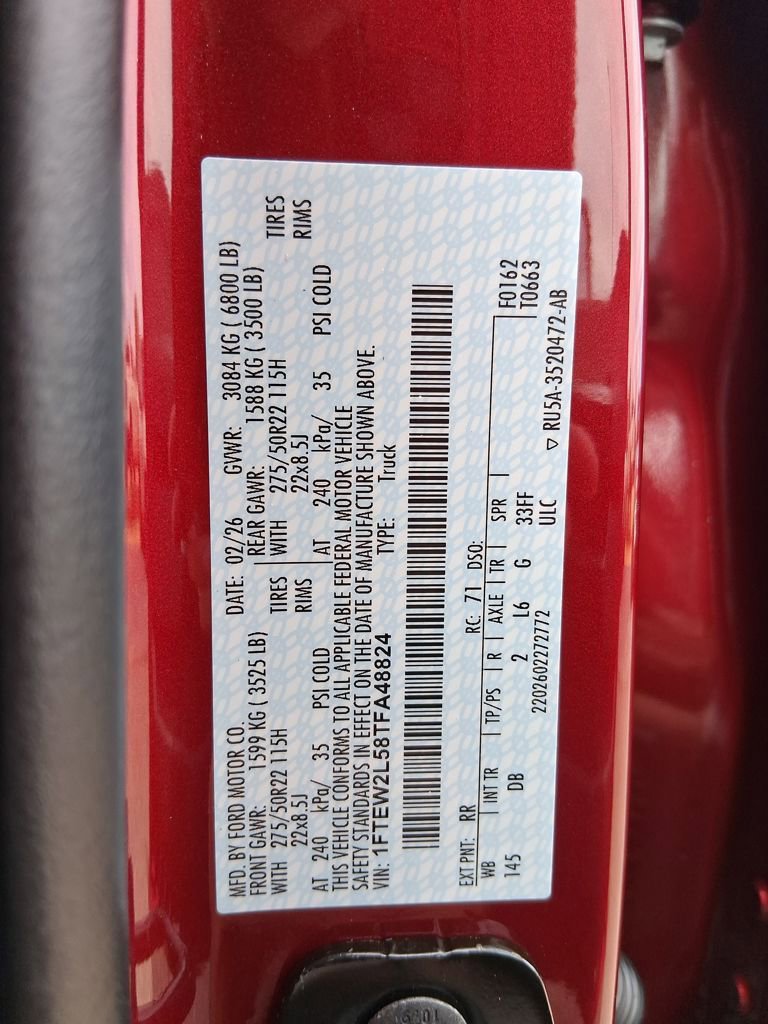 MFD. BY FORD MOTOR CO. DATE: 02/26 GVWR: 3084 KG ( 6800 LB)
FRONT GAWR: 1599 KG ( 3525 LB) REAR GAWR: 1588 KG ( 3500 LB)
WITH 275/50R22 115H TIRES WITH 275/50R22 115H TIRES
22x8.5J RIMS 22x8.5J RIMS
AT 240 kPa/ 35 PSI COLD AT 240 kPa/ 35 PSI COLD
THIS VEHICLE CONFORMS TO ALL APPLICABLE FEDERAL MOTOR VEHICLE
SAFETY STANDARDS IN EFFECT ON THE DATE OF MANUFACTURE SHOWN ABOVE.
VIN: 1FTEW2L58TFA48824 TYPE: Truck
EXT PNT: RR RC: 71 DSO:
WB INT TR TP/PS R AXLE TR SPR F0162
145 DB 2 L6 G 33FF T0663
2202602272772 ULC
▽ RU5A-3520472-AB